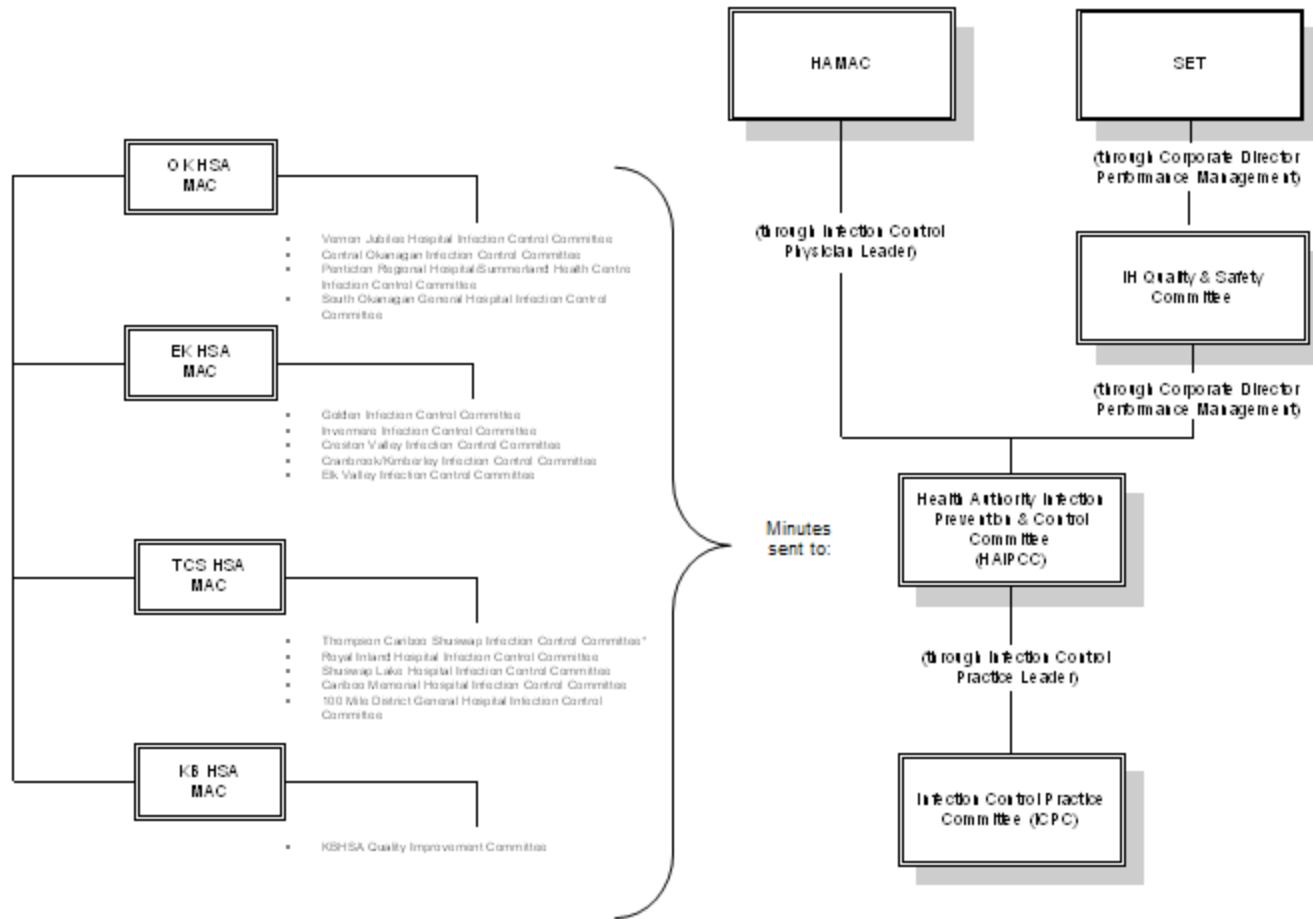 HAMAC
SET
(through Corporate Director
Performance Management)
(through Infection Control
Physician Leader)
IH Quality & Safety
Committee
(through Corporate Director
Performance Management)
Health Authority Infection
Prevention & Control
Committee
(HAIPCC)
(through Infection Control
Practice Leader)
Infection Control Practice
Committee (ICPC)
OK HSA
MAC
▪ Vernon Jubilee Hospital Infection Control Committee
▪ Central Okanagan Infection Control Committee
▪ Penticton Regional Hospital/Summerland Health Centre
Infection Control Committee
▪ South Okanagan General Hospital Infection Control
Committee
EK HSA
MAC
▪ Golden Infection Control Committee
▪ Invermere Infection Control Committee
▪ Creston Valley Infection Control Committee
▪ Cranbrook/Kimberley Infection Control Committee
▪ Elk Valley Infection Control Committee
TCS HSA
MAC
▪ Thompson Cariboo Shuswap Infection Control Committee*
▪ Royal Inland Hospital Infection Control Committee
▪ Shuswap Lake Hospital Infection Control Committee
▪ Cariboo Memorial Hospital Infection Control Committee
▪ 100 Mile District General Hospital Infection Control
Committee
KB HSA
MAC
▪ KBHSA Quality Improvement Committee
Minutes
sent to: